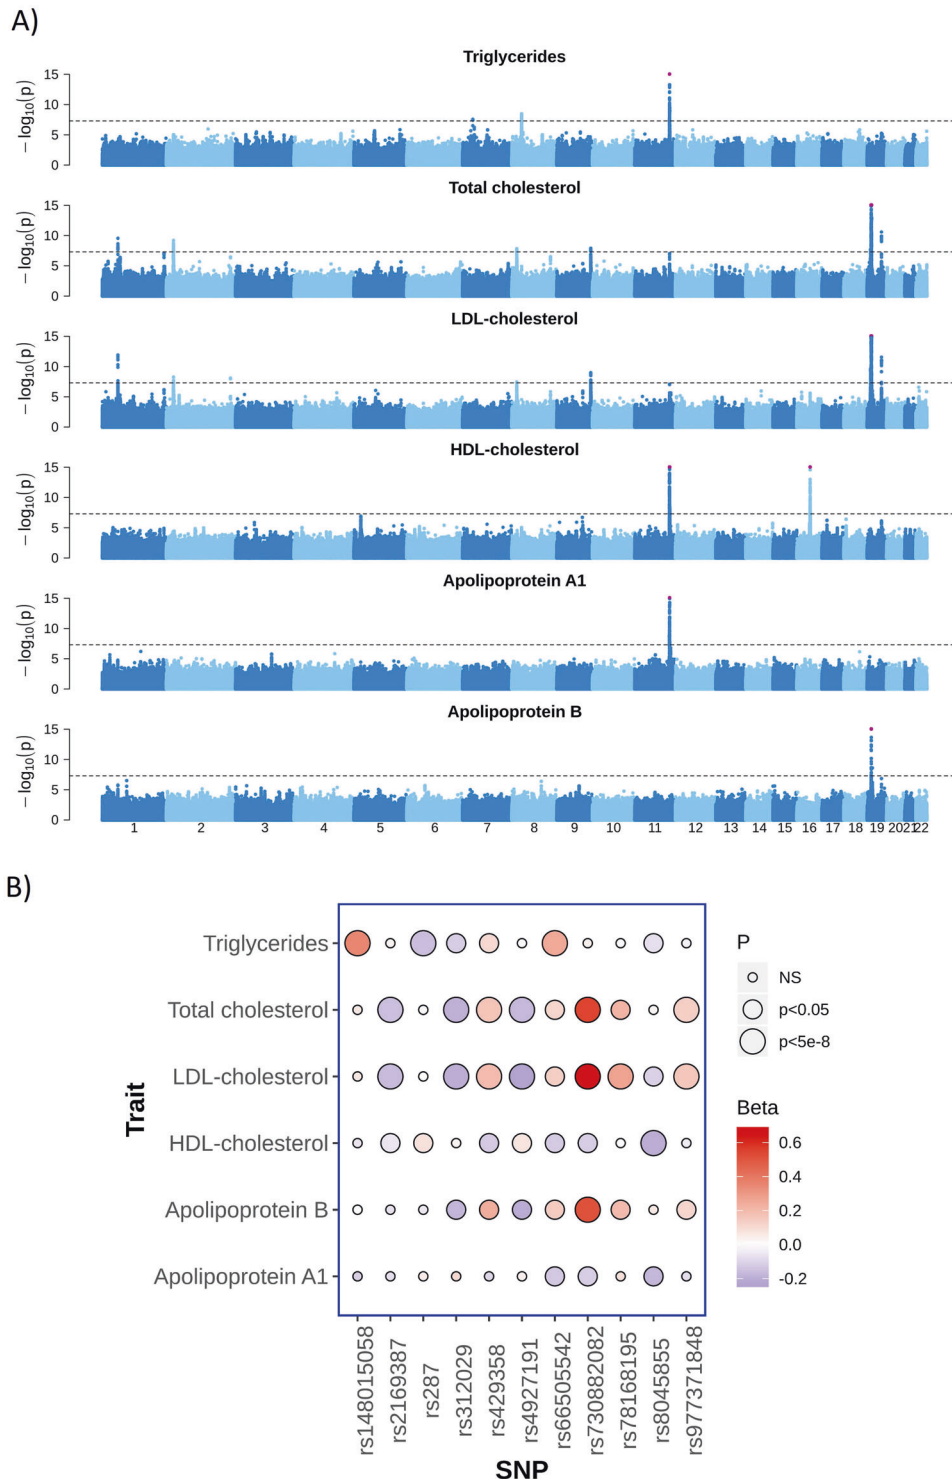 A)
Triglycerides
15
10
5
0
− log10(p)
Total cholesterol
15
10
5
0
− log10(p)
LDL-cholesterol
15
10
5
0
− log10(p)
HDL-cholesterol
15
10
5
0
− log10(p)
Apolipoprotein A1
15
10
5
0
− log10(p)
Apolipoprotein B
15
10
5
0
− log10(p)
1 2 3 4 5 6 7 8 9 10 11 12 13 14 15 16 17 18 19 20 21 22
B)
Trait
Triglycerides
Total cholesterol
LDL-cholesterol
HDL-cholesterol
Apolipoprotein B
Apolipoprotein A1
rs148015058
rs2169387
rs287
rs312029
rs429358
rs4927191
rs66505542
rs730882082
rs78168195
rs8045855
rs977371848
SNP
P
NS
p<0.05
p<5e-8
Beta
0.6
0.4
0.2
0.0
-0.2